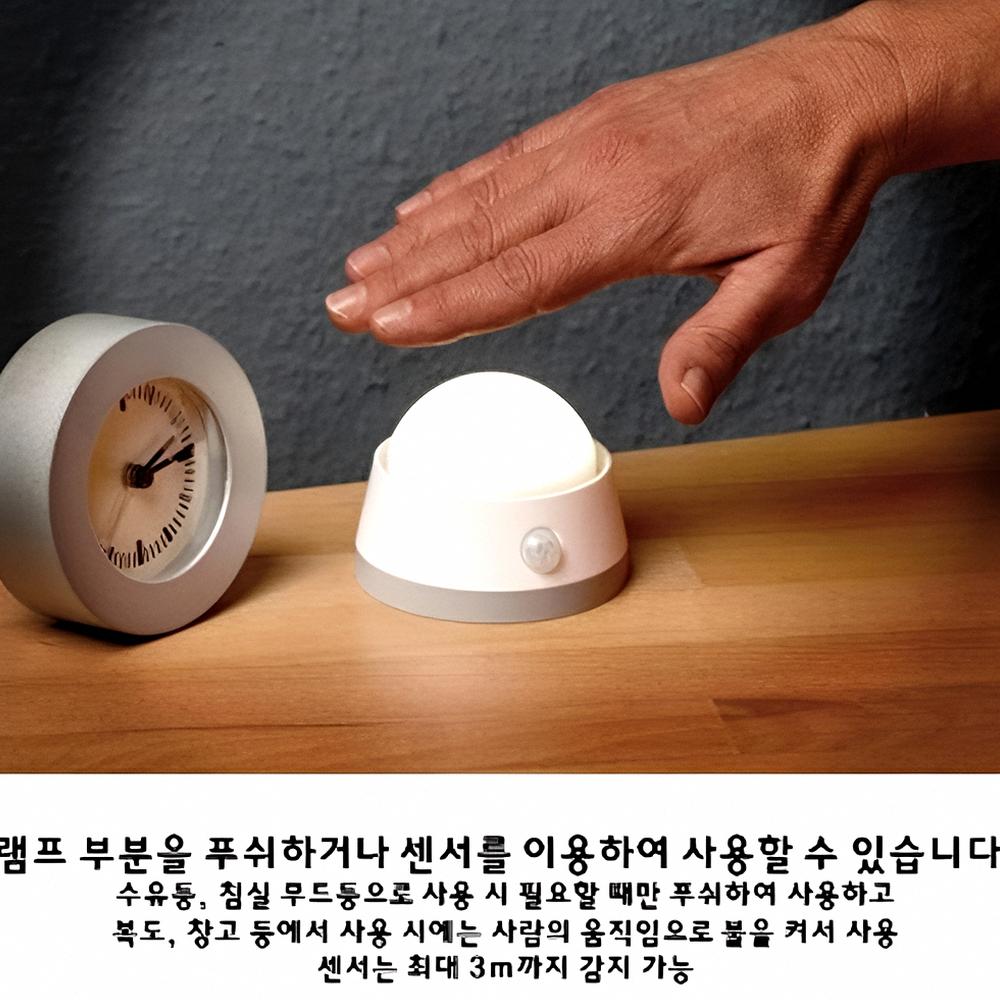 램프 부분을 푸쉬하거나 센서를 이용하여 사용할 수 있습니다
수유등, 침실 무드등으로 사용 시 필요할 때만 푸쉬하여 사용하고
복도, 창고 등에서 사용 시에는 사람의 움직임으로 불을 켜서 사용
센서는 최대 3m까지 감지 가능